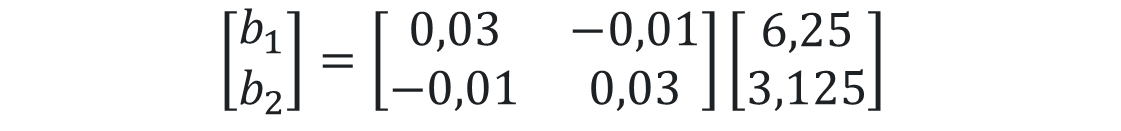 [b₁ b₂] = [0,03 −0,01 −0,01 0,03] [6,25 3,125]